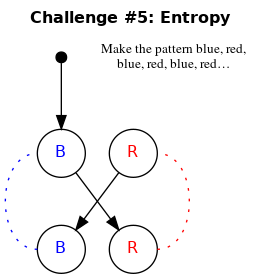 Challenge #5: Entropy
Make the pattern blue, red,
blue, red, blue, red…
B R
B R